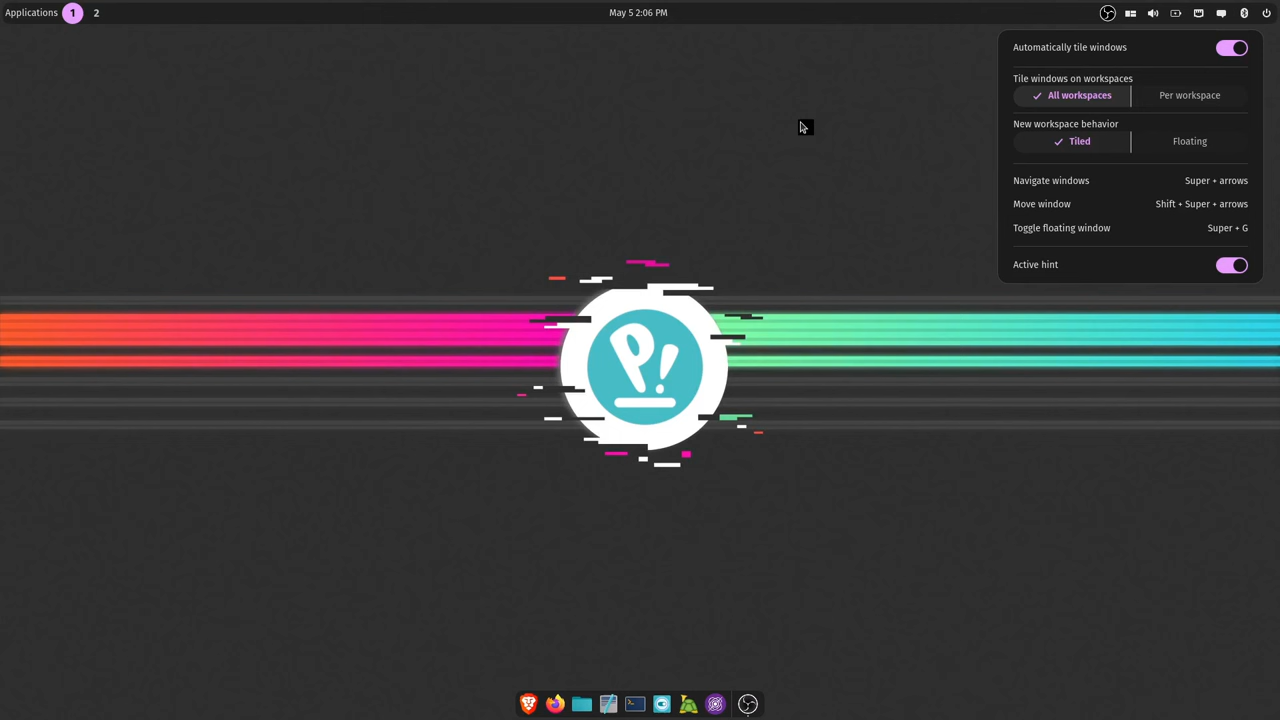 Applications 1 2 May 5 2:06 PM
Automatically tile windows
Tile windows on workspaces
All workspaces Per workspace
New workspace behavior
Tiled Floating
Navigate windows Super + arrows
Move window Shift + Super + arrows
Toggle floating window Super + G
Active hint
P!